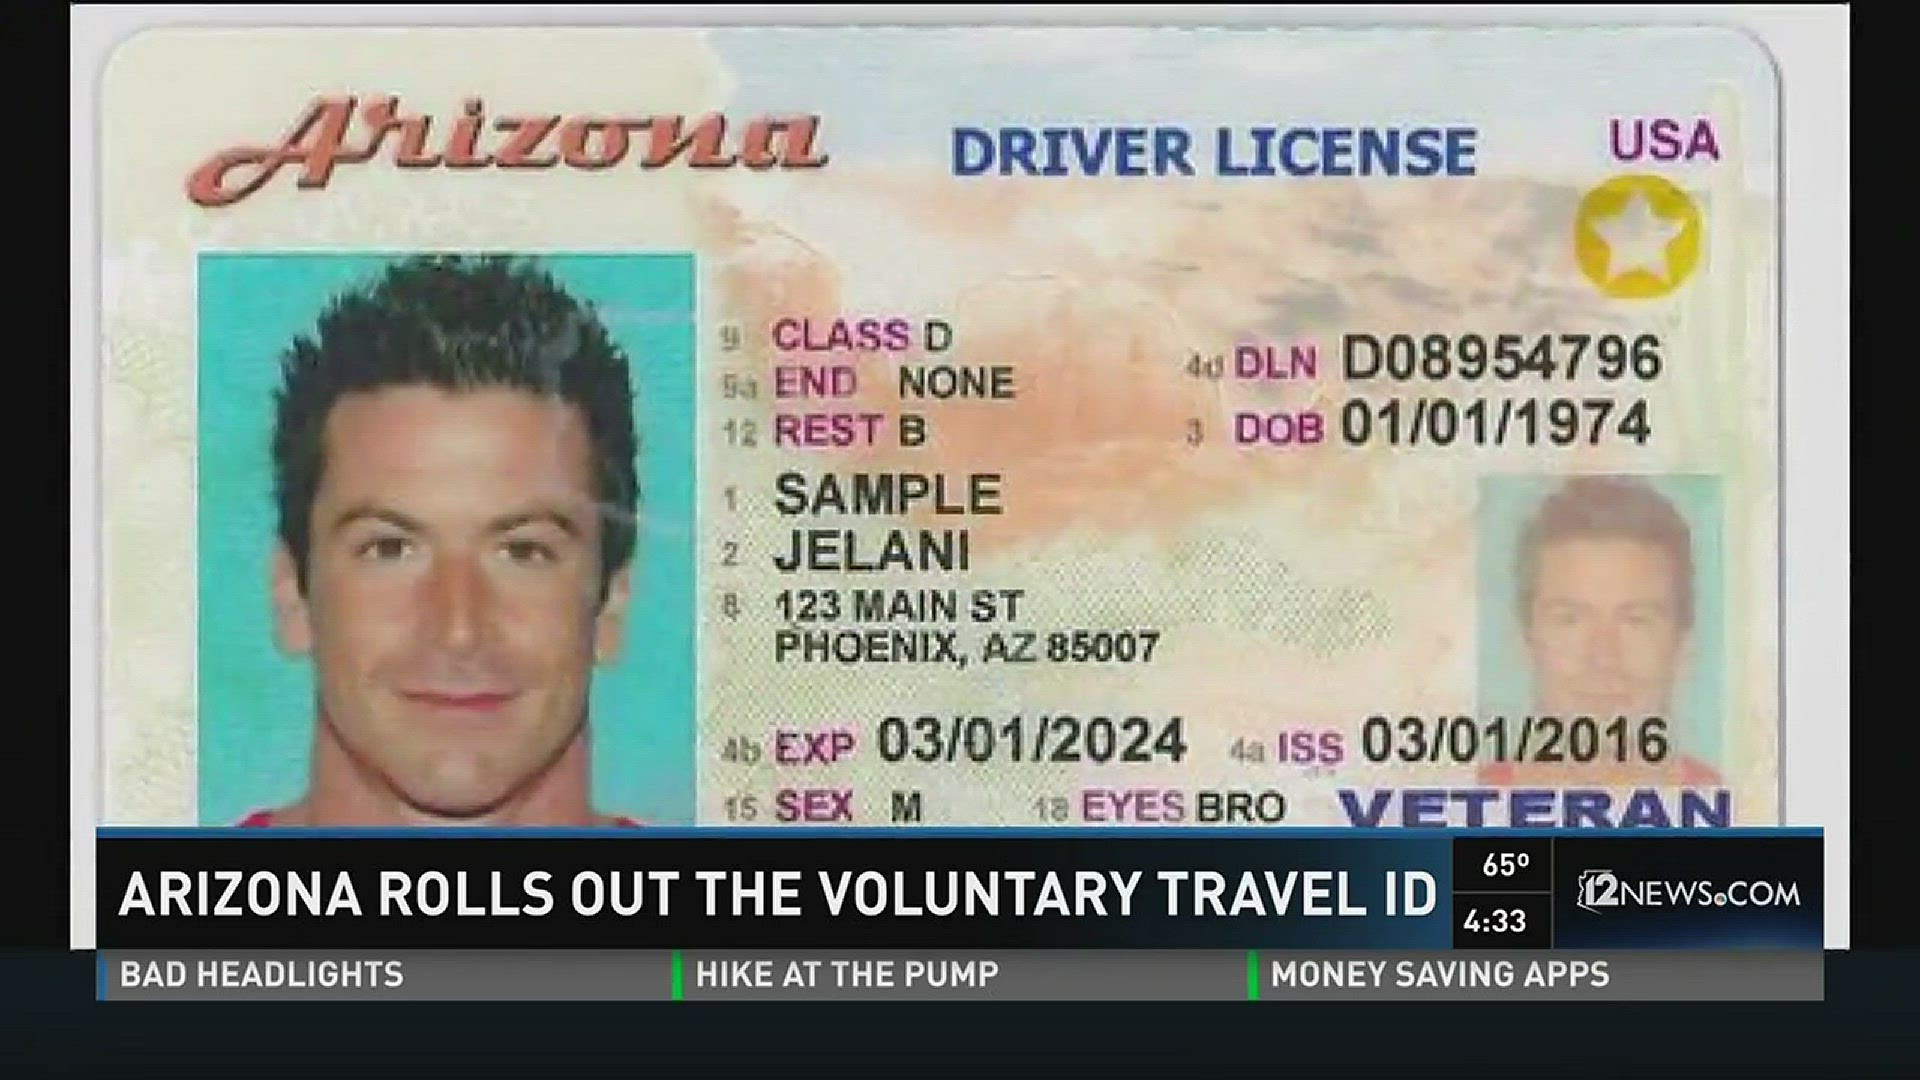 Arizona
DRIVER LICENSE
USA
9 CLASS D
9a END NONE
12 REST B
4d DLN D08954796
3 DOB 01/01/1974
1 SAMPLE
2 JELANI
8 123 MAIN ST
PHOENIX, AZ 85007
4b EXP 03/01/2024 4a ISS 03/01/2016
15 SEX M 18 EYES BRO VETERAN
ARIZONA ROLLS OUT THE VOLUNTARY TRAVEL ID
65°
4:33
12NEWS.COM
BAD HEADLIGHTS
HIKE AT THE PUMP
MONEY SAVING APPS